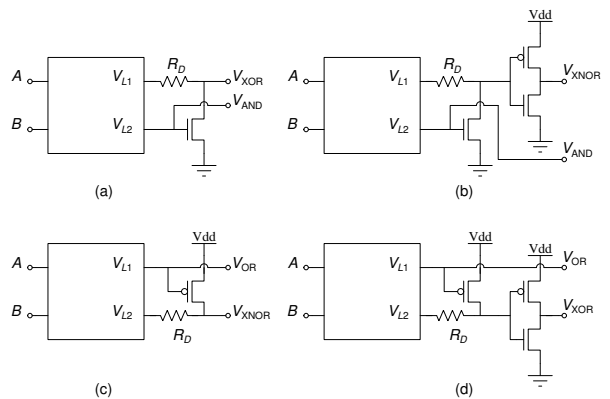 A
B
V_L1
V_L2
R_D
V_XOR
V_AND
(a)
A
B
V_L1
V_L2
R_D
Vdd
V_XNOR
V_AND
(b)
A
B
V_L1
V_L2
R_D
Vdd
V_OR
V_XNOR
(c)
A
B
V_L1
V_L2
R_D
Vdd
Vdd
V_OR
V_XOR
(d)